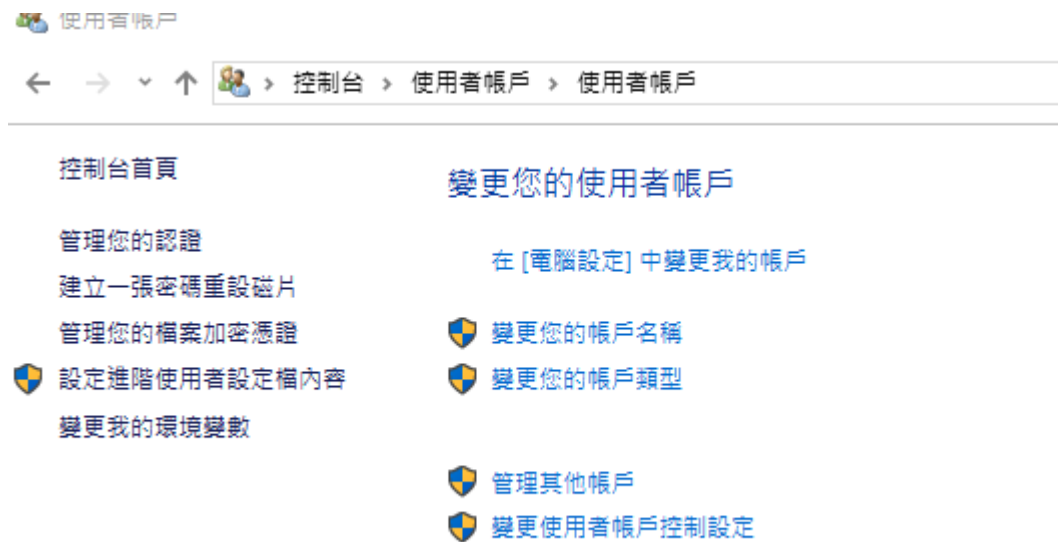 使用者帳戶
控制台 › 使用者帳戶 › 使用者帳戶
控制台首頁
管理您的認證
建立一張密碼重設磁片
管理您的檔案加密憑證
設定進階使用者設定檔內容
變更我的環境變數
變更您的使用者帳戶
在 [電腦設定] 中變更我的帳戶
變更您的帳戶名稱
變更您的帳戶類型
管理其他帳戶
變更使用者帳戶控制設定